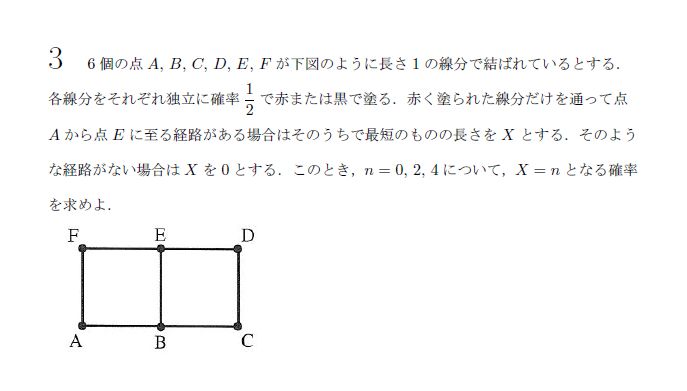 3 6個の点 A, B, C, D, E, F が下図のように長さ 1 の線分で結ばれているとする.
各線分をそれぞれ独立に確率 1/2 で赤または黒で塗る. 赤く塗られた線分だけを通って点
A から点 E に至る経路がある場合はそのうちで最短のものの長さを X とする. そのよう
な経路がない場合は X を 0 とする. このとき, n = 0, 2, 4 について, X = n となる確率
を求めよ.
F E D
A B C